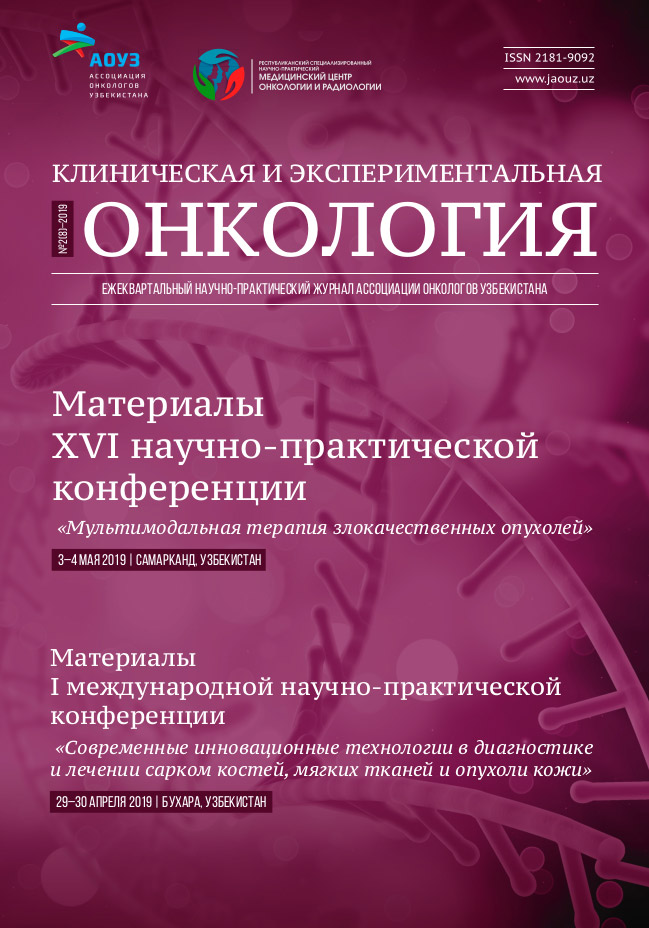 АОУЗ
АССОЦИАЦИЯ
ОНКОЛОГОВ
УЗБЕКИСТАНА
РЕСПУБЛИКАНСКИЙ СПЕЦИАЛИЗИРОВАННЫЙ
НАУЧНО-ПРАКТИЧЕСКИЙ
МЕДИЦИНСКИЙ ЦЕНТР
ОНКОЛОГИИ И РАДИОЛОГИИ
ISSN 2181-9092
www.jaouz.uz
КЛИНИЧЕСКАЯ И ЭКСПЕРИМЕНТАЛЬНАЯ
№2(8)–2019
ОНКОЛОГИЯ
ЕЖЕКВАРТАЛЬНЫЙ НАУЧНО-ПРАКТИЧЕСКИЙ ЖУРНАЛ АССОЦИАЦИИ ОНКОЛОГОВ УЗБЕКИСТАНА
Материалы
XVI научно-практической
конференции
«Мультимодальная терапия злокачественных опухолей»
3–4 МАЯ 2019 | САМАРКАНД, УЗБЕКИСТАН
Материалы
I международной научно-практической
конференции
«Современные инновационные технологии в диагностике
и лечении сарком костей, мягких тканей и опухоли кожи»
29–30 АПРЕЛЯ 2019 | БУХАРА, УЗБЕКИСТАН